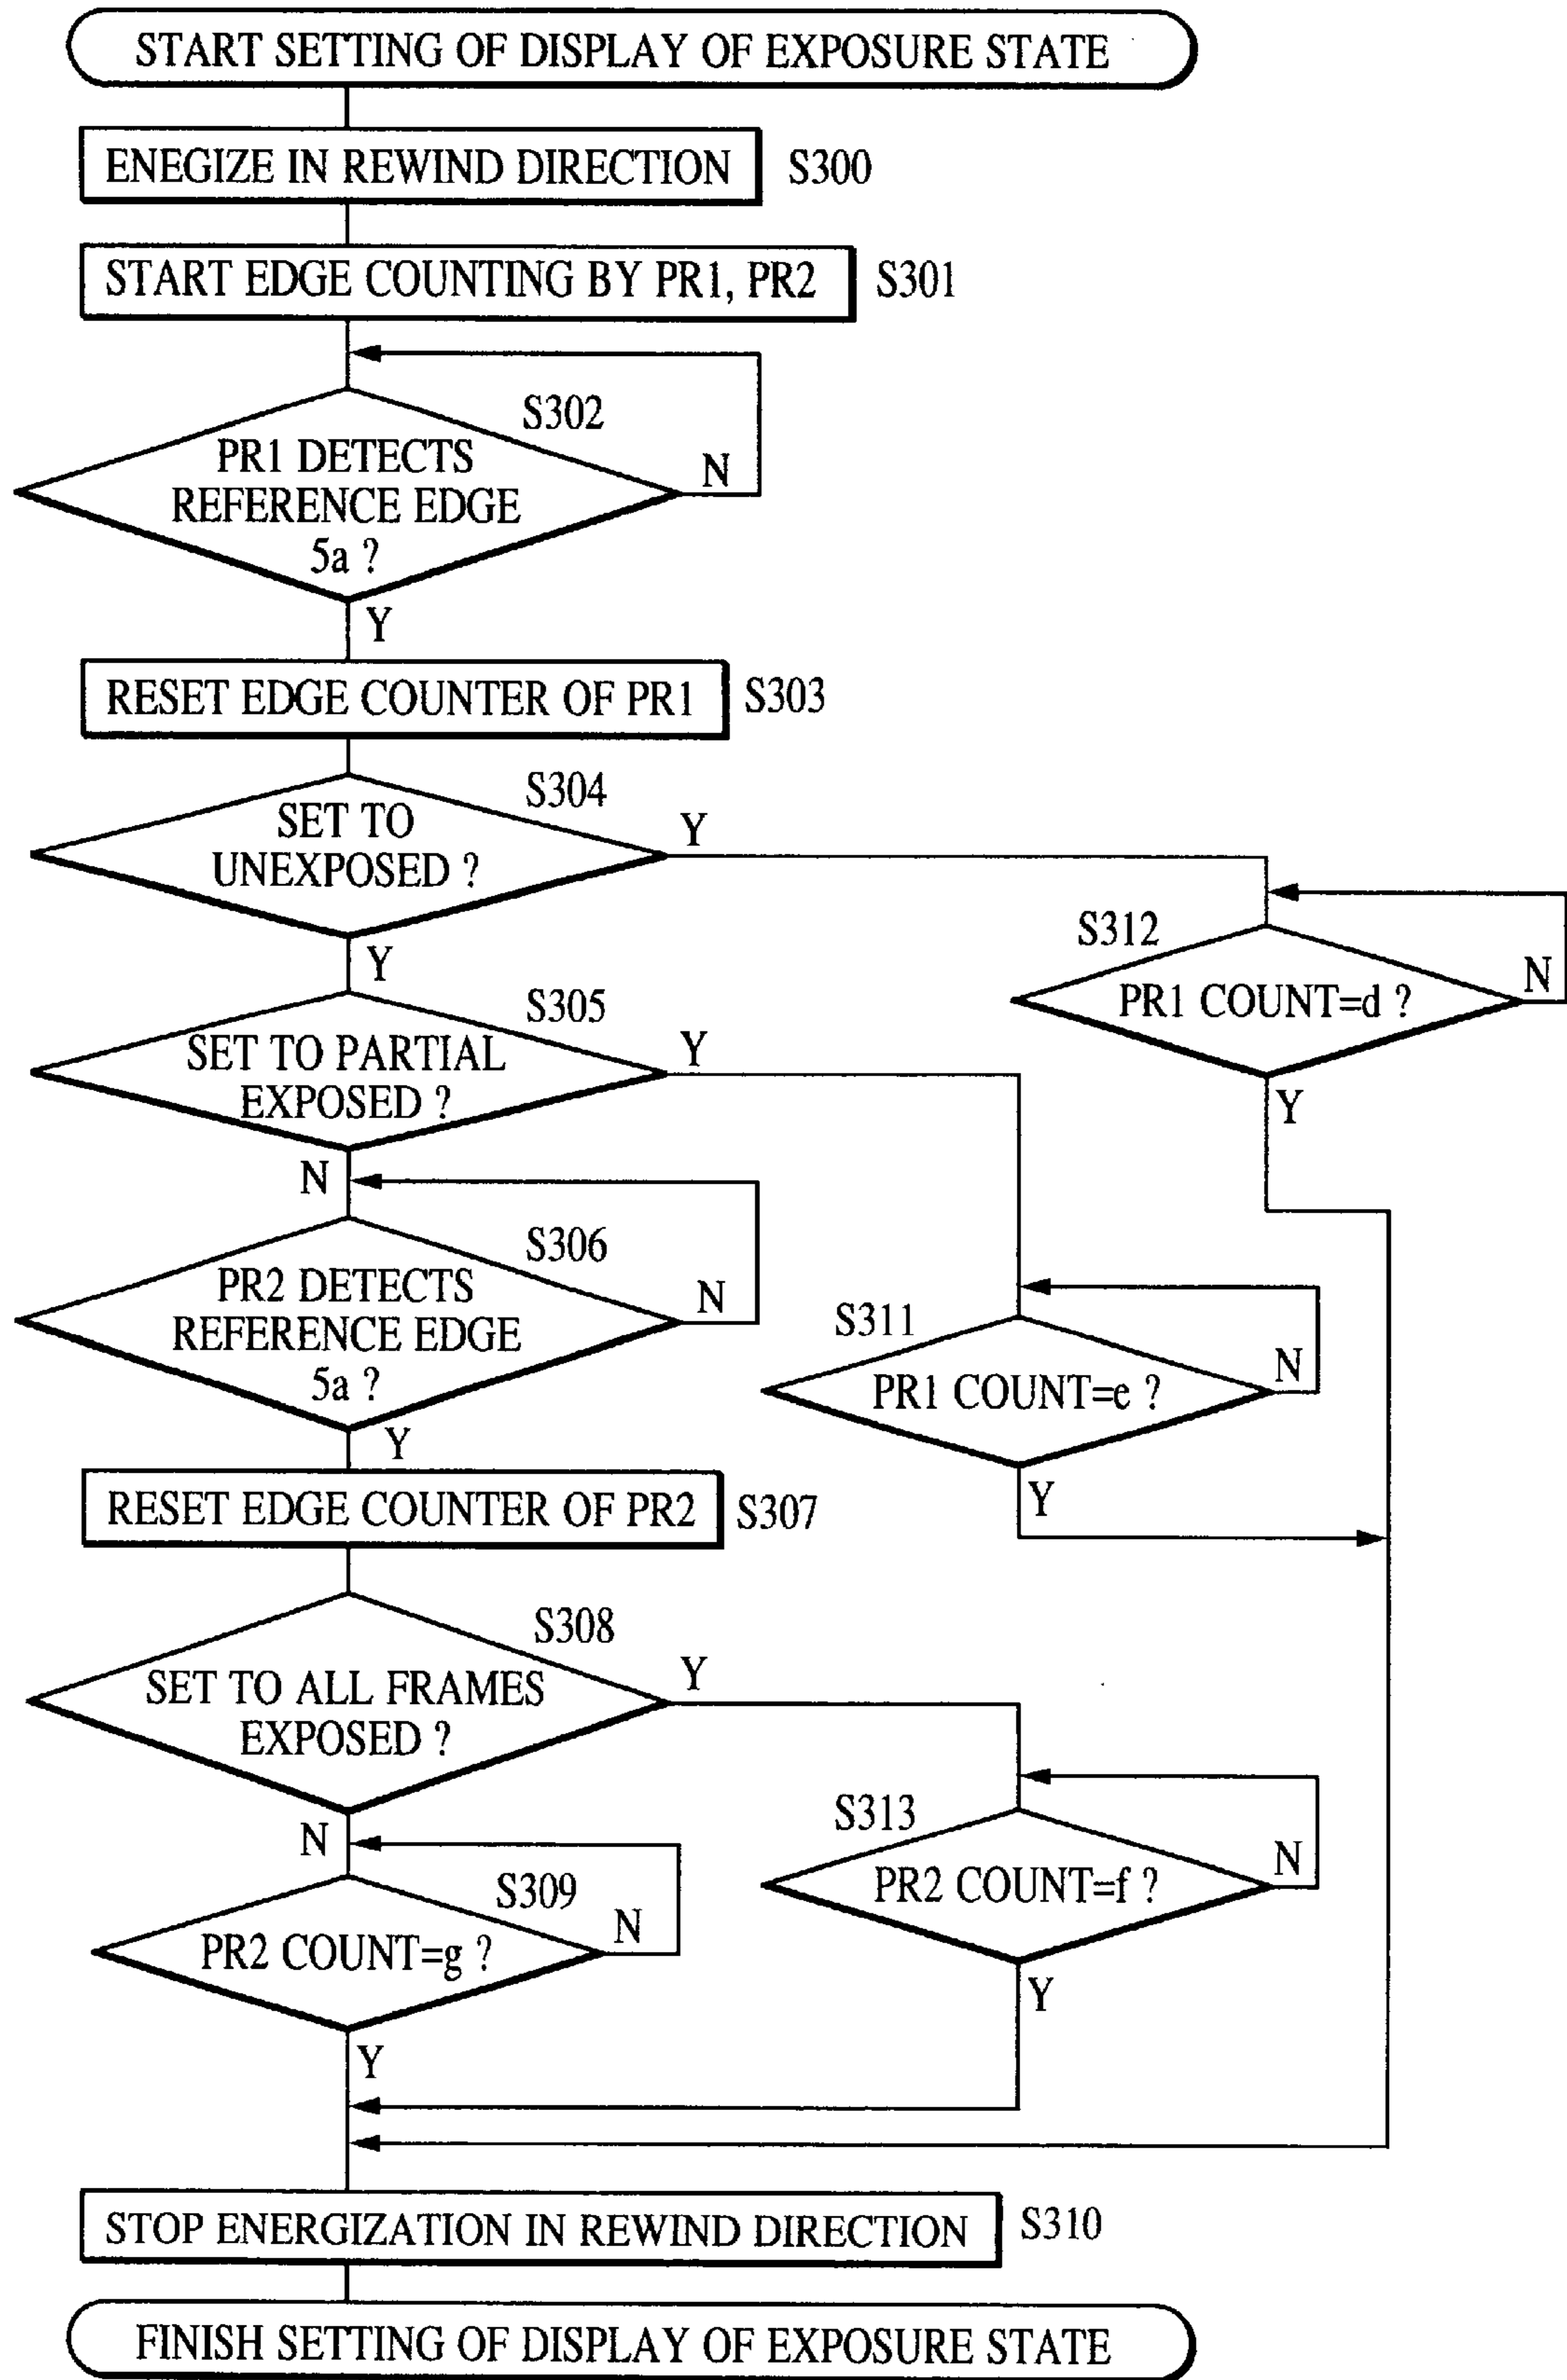 START SETTING OF DISPLAY OF EXPOSURE STATE
ENEGIZE IN REWIND DIRECTION
S300
START EDGE COUNTING BY PR1, PR2
S301
S302
PR1 DETECTS
REFERENCE EDGE
5a ?
N
Y
RESET EDGE COUNTER OF PR1
S303
S304
SET TO
UNEXPOSED ?
Y
Y
S312
PR1 COUNT=d ?
N
Y
S305
SET TO PARTIAL
EXPOSED ?
Y
N
S306
PR2 DETECTS
REFERENCE EDGE
5a ?
N
Y
S311
PR1 COUNT=e ?
N
Y
RESET EDGE COUNTER OF PR2
S307
S308
SET TO ALL FRAMES
EXPOSED ?
Y
N
S313
PR2 COUNT=f ?
N
Y
S309
PR2 COUNT=g ?
N
Y
STOP ENERGIZATION IN REWIND DIRECTION
S310
FINISH SETTING OF DISPLAY OF EXPOSURE STATE